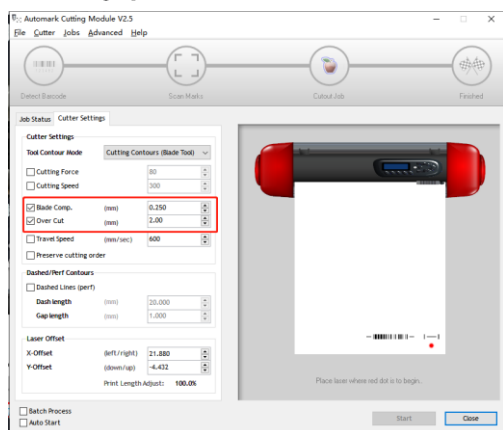 Automark Cutting Module V2.5
File Cutter Jobs Advanced Help
Detect Barcode Scan Marks Cutout Job Finished
Job Status Cutter Settings
Cutter Settings
Tool Contour Mode Cutting Contours (Blade Tool)
Cutting Force 80
Cutting Speed 300
Blade Comp. (mm) 0.250
Over Cut (mm) 2.00
Travel Speed (mm/sec) 600
Preserve cutting order
Dashed/Perf Contours
Dashed Lines (perf)
Dash length (mm) 20.000
Gap length (mm) 1.000
Laser Offset
X-Offset (left/right) 21.880
Y-Offset (down/up) -4.432
Print Length Adjust: 100.0%
Place laser where red dot is to begin.
Batch Process
Auto Start
Start Close